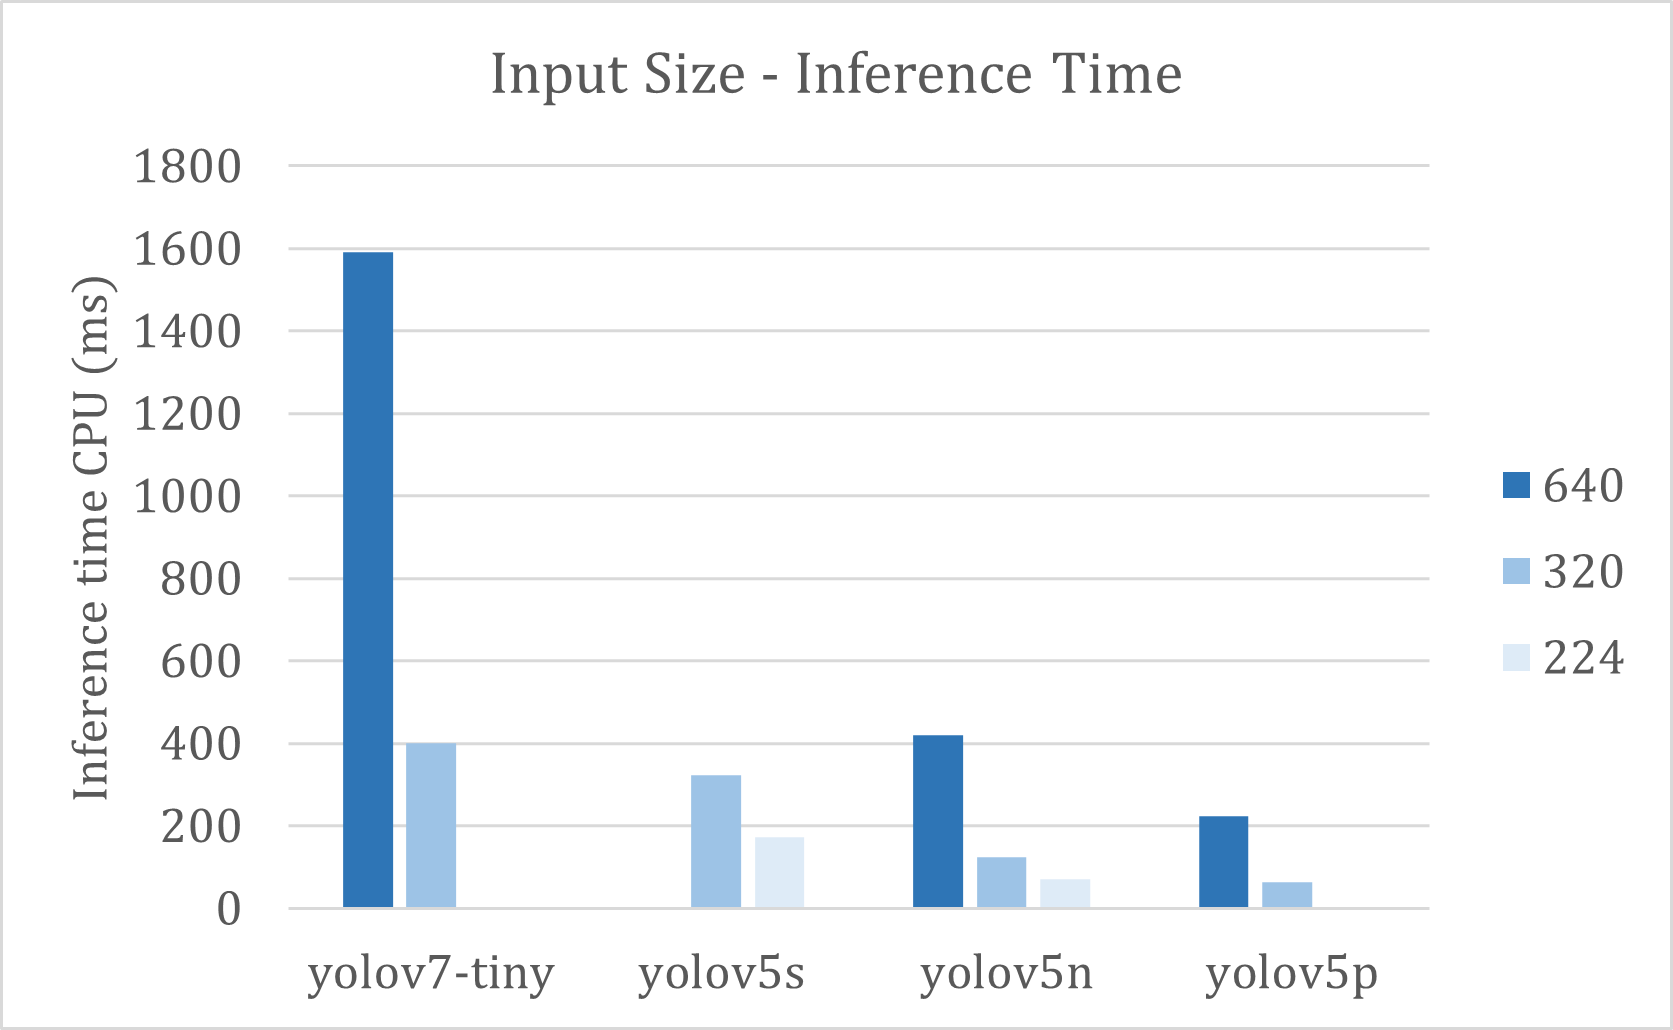 Input Size - Inference Time
Inference time CPU (ms)
1800
1600
1400
1200
1000
800
600
400
200
0
yolov7-tiny
yolov5s
yolov5n
yolov5p
640
320
224